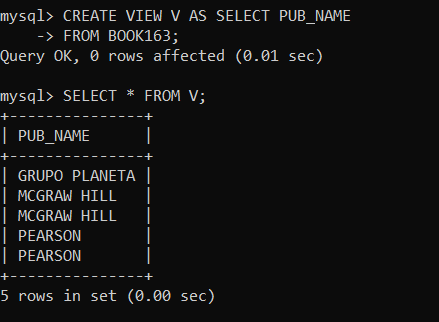 mysql> CREATE VIEW V AS SELECT PUB_NAME
    -> FROM BOOK163;
Query OK, 0 rows affected (0.01 sec)
mysql> SELECT * FROM V;
+---------------+
| PUB_NAME      |
+---------------+
| GRUPO PLANETA |
| MCGRAW HILL   |
| MCGRAW HILL   |
| PEARSON       |
| PEARSON       |
+---------------+
5 rows in set (0.00 sec)